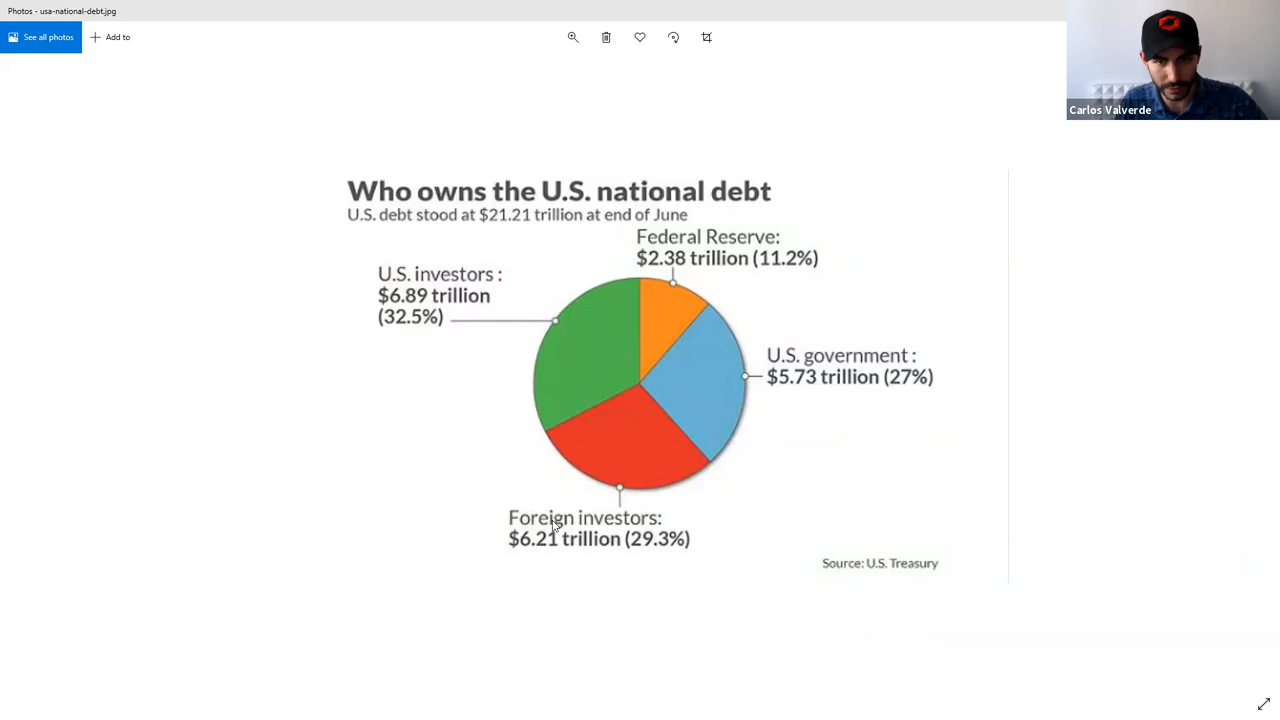 Photos - usa-national-debt.jpg
See all photos
Add to
Carlos Valverde
Who owns the U.S. national debt
U.S. debt stood at $21.21 trillion at end of June
Federal Reserve:
$2.38 trillion (11.2%)
U.S. investors :
$6.89 trillion
(32.5%)
U.S. government :
$5.73 trillion (27%)
Foreign investors:
$6.21 trillion (29.3%)
Source: U.S. Treasury